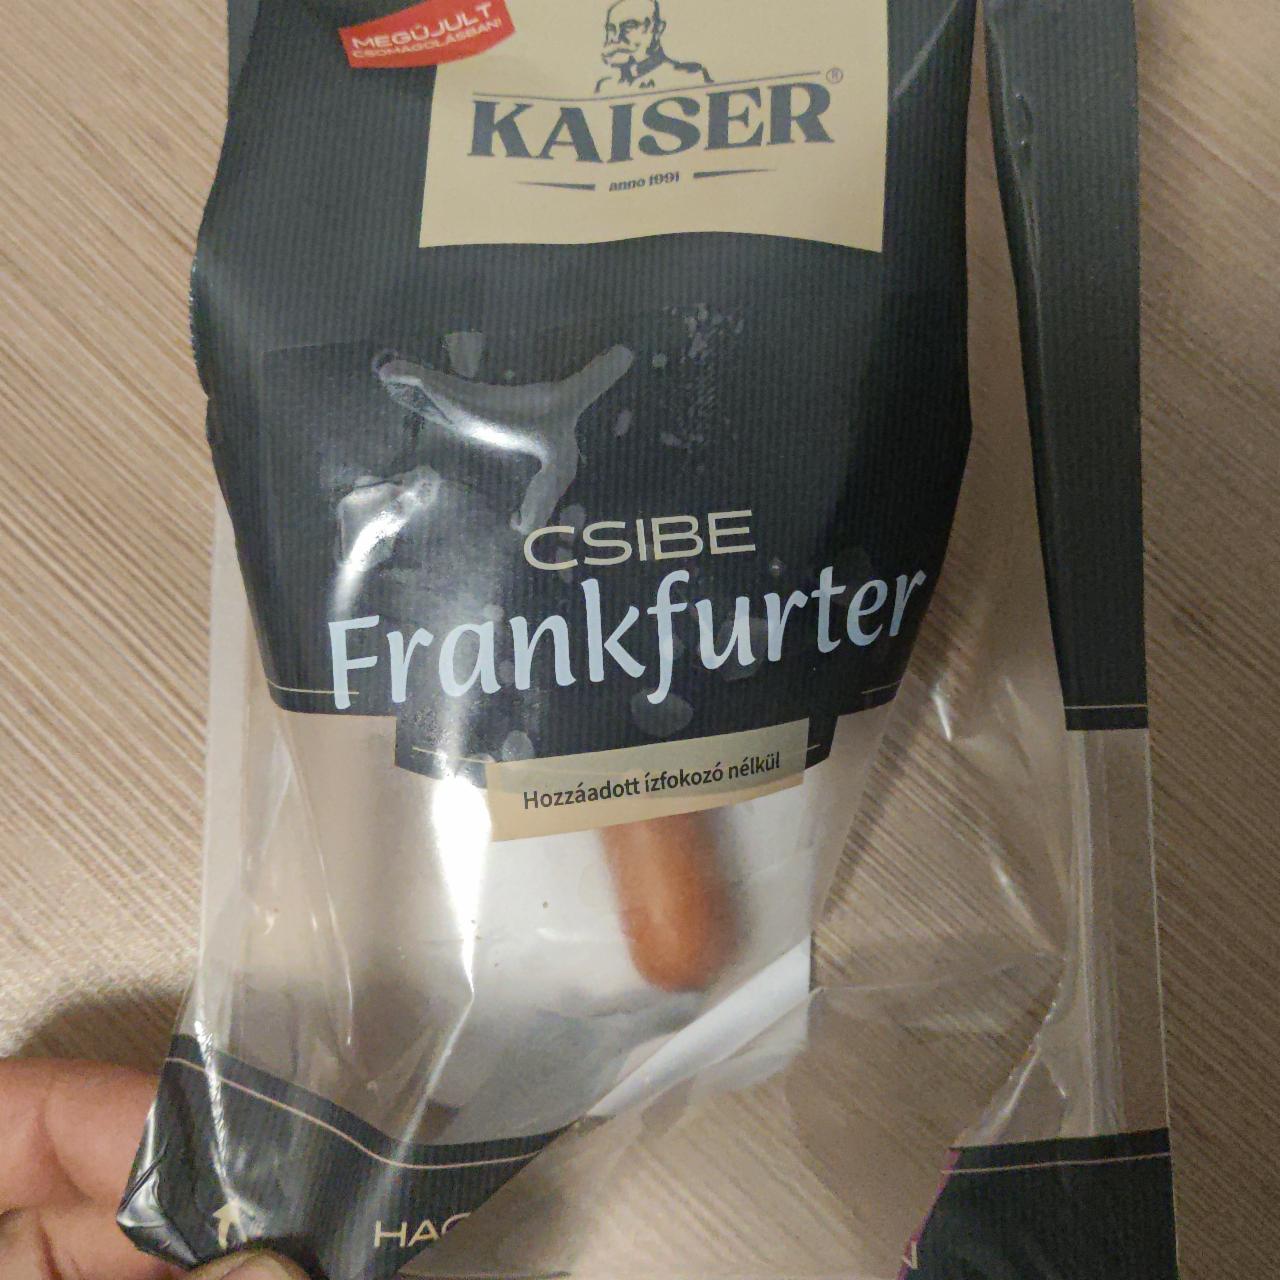 MEGÚJULT
CSOMAGOLÁSBAN!
KAISER®
anno 1991
CSIBE
Frankfurter
Hozzáadott ízfokozó nélkül